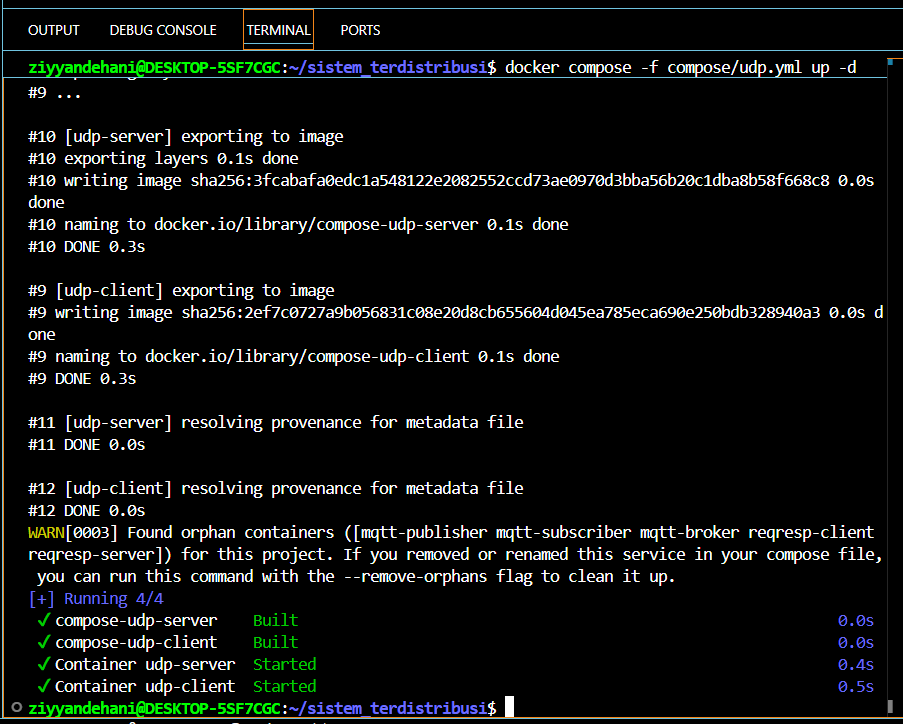 OUTPUT DEBUG CONSOLE TERMINAL PORTS
ziyyandehani@DESKTOP-5SF7CGC:~/sistem_terdistribusi$ docker compose -f compose/udp.yml up -d
#9 ...
#10 [udp-server] exporting to image
#10 exporting layers 0.1s done
#10 writing image sha256:3fcabafa0edc1a548122e2082552ccd73ae0970d3bba56b20c1dba8b58f668c8 0.0s
done
#10 naming to docker.io/library/compose-udp-server 0.1s done
#10 DONE 0.3s
#9 [udp-client] exporting to image
#9 writing image sha256:2ef7c0727a9b056831c08e20d8cb655604d045ea785eca690e250bdb328940a3 0.0s d
one
#9 naming to docker.io/library/compose-udp-client 0.1s done
#9 DONE 0.3s
#11 [udp-server] resolving provenance for metadata file
#11 DONE 0.0s
#12 [udp-client] resolving provenance for metadata file
#12 DONE 0.0s
WARN[0003] Found orphan containers ([mqtt-publisher mqtt-subscriber mqtt-broker reqresp-client
reqresp-server]) for this project. If you removed or renamed this service in your compose file,
you can run this command with the --remove-orphans flag to clean it up.
[+] Running 4/4
✓ compose-udp-server Built 0.0s
✓ compose-udp-client Built 0.0s
✓ Container udp-server Started 0.4s
✓ Container udp-client Started 0.5s
ziyyandehani@DESKTOP-5SF7CGC:~/sistem_terdistribusi$